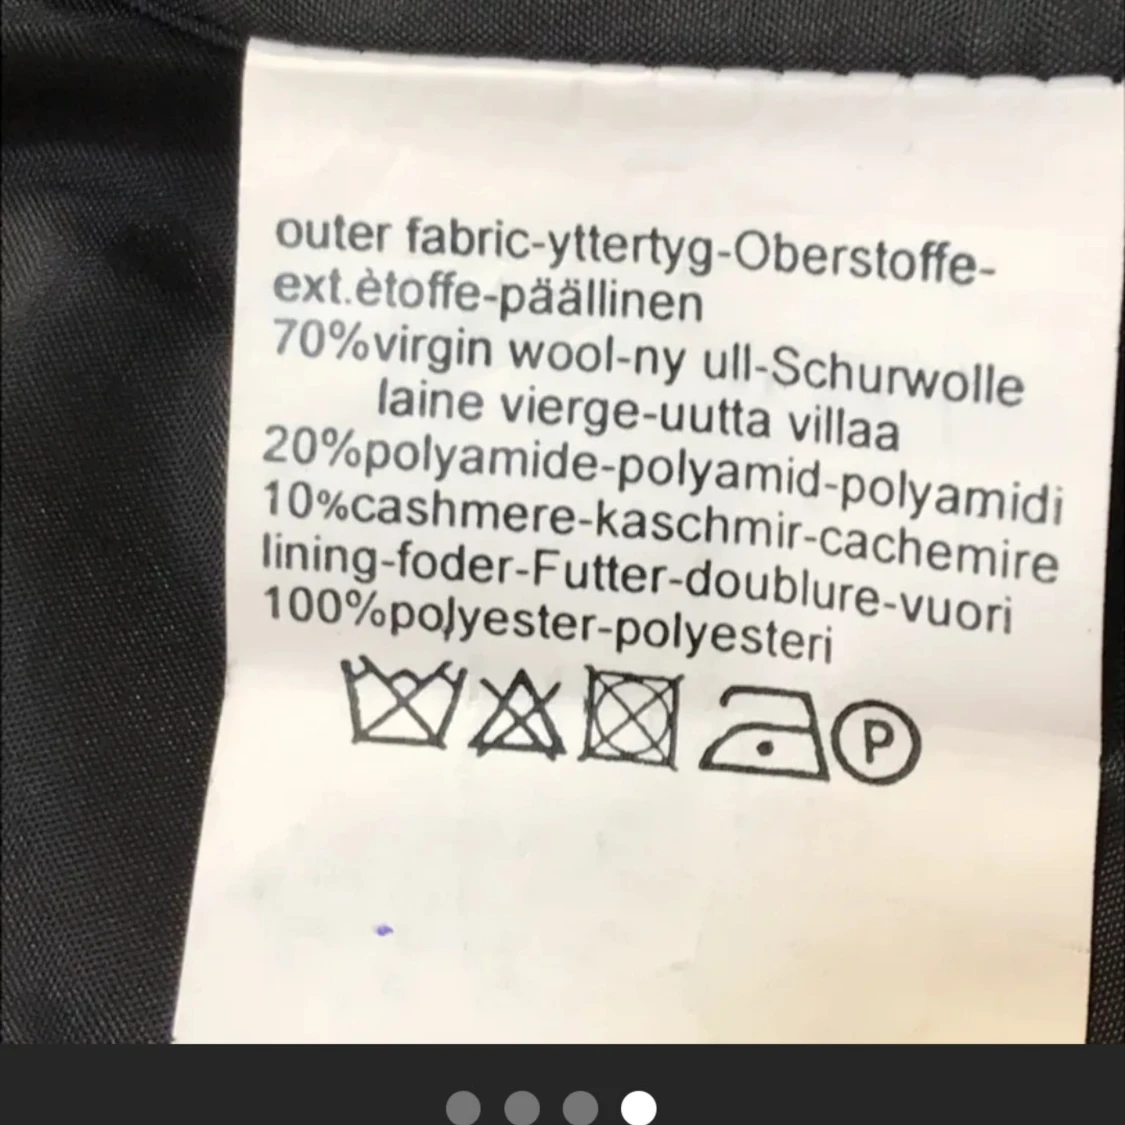 outer fabric-yttertyg-Oberstoffe-
ext.ètoffe-päällinen
70%virgin wool-ny ull-Schurwolle
laine vierge-uutta villaa
20%polyamide-polyamid-polyamidi
10%cashmere-kaschmir-cachemire
lining-foder-Futter-doublure-vuori
100%polyester-polyesteri
P